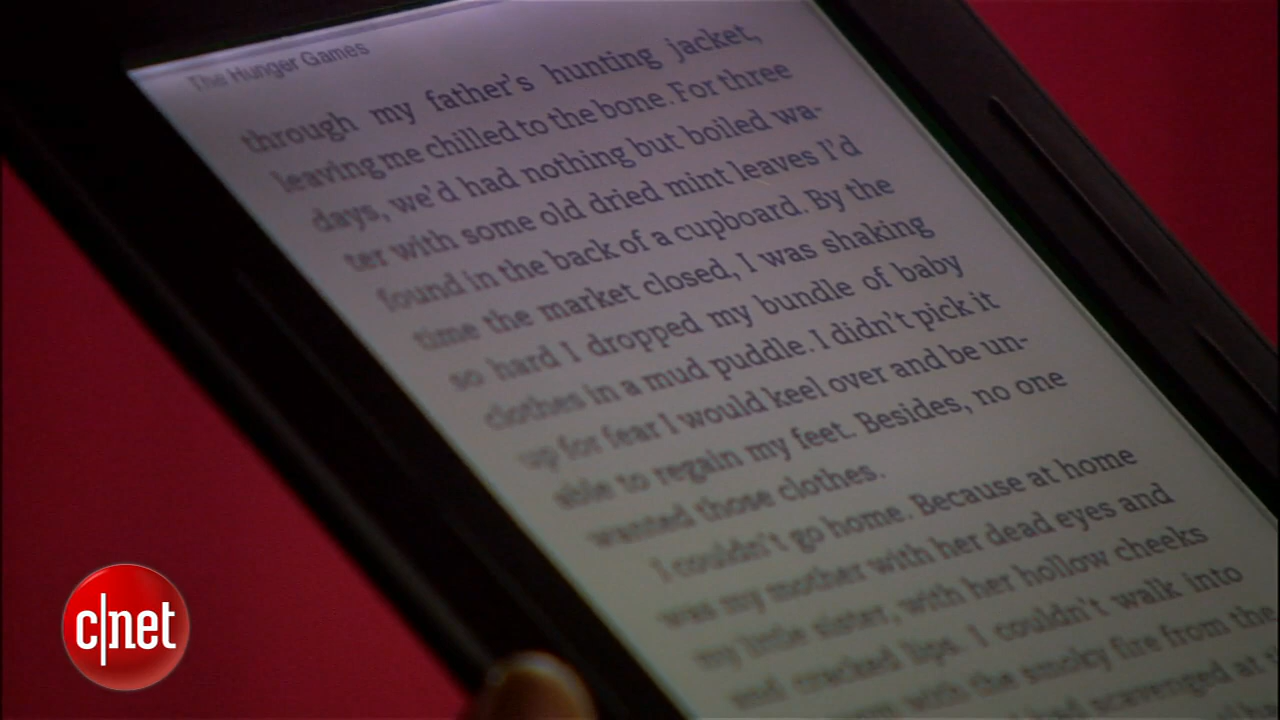 The Hunger Games
through my father's hunting jacket,
leaving me chilled to the bone. For three
days, we'd had nothing but boiled wa-
ter with some old dried mint leaves I'd
found in the back of a cupboard. By the
time the market closed, I was shaking
so hard I dropped my bundle of baby
clothes in a mud puddle. I didn't pick it
up for fear I would keel over and be un-
able to regain my feet. Besides, no one
wanted those clothes.
I couldn't go home. Because at home
was my mother with her dead eyes and
my little sister, with her hollow cheeks
and cracked lips. I couldn't walk into
with the smoky fire from the
scavenged at
c|net